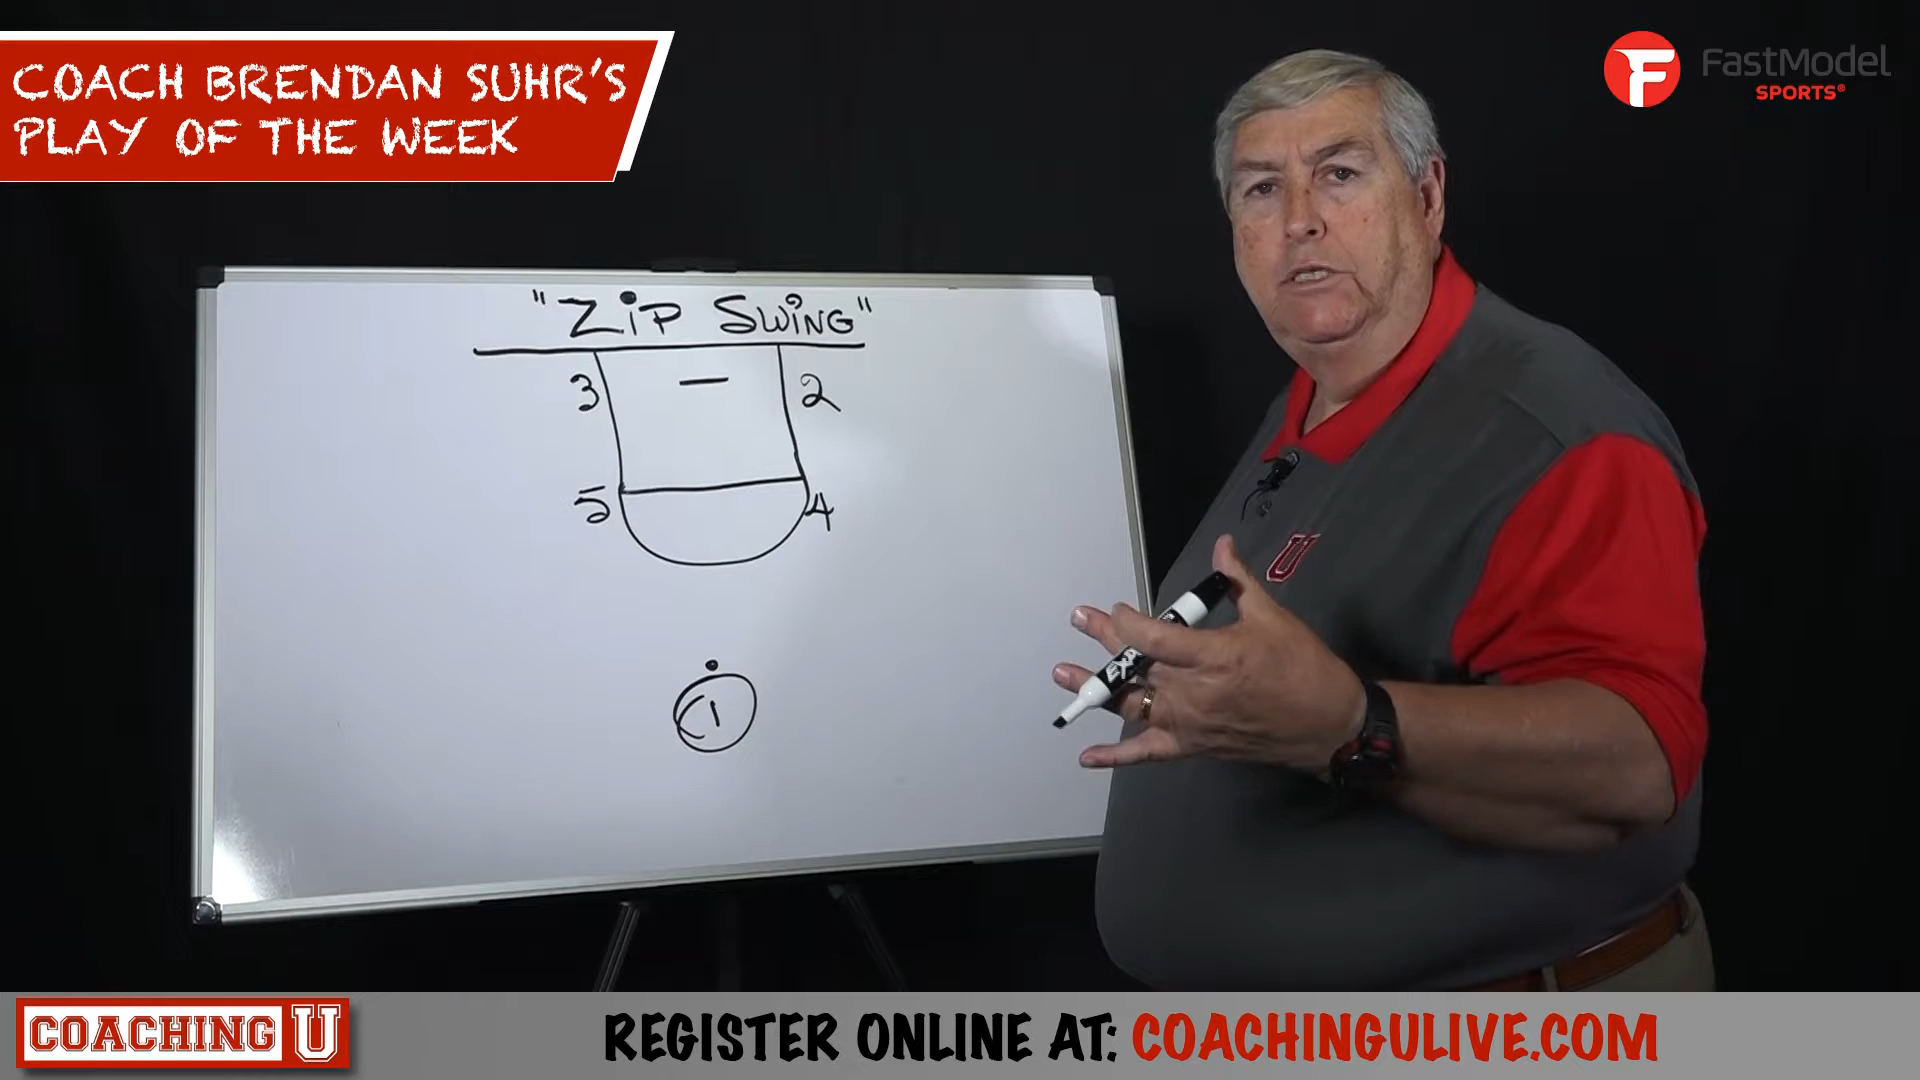 COACH BRENDAN SUHR'S
PLAY OF THE WEEK
FastModel
SPORTS®
"ZiP SWiNG"
3 2
5 4
1
U
EXP
COACHING U
REGISTER ONLINE AT: COACHINGULIVE.COM